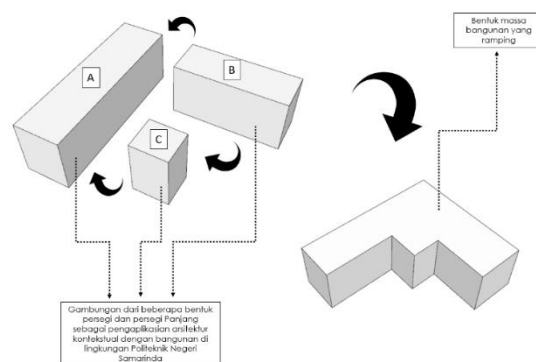 Bentuk massa
bangunan yang
ramping
A
B
C
Gambungan dari beberapa bentuk
persegi dan persegi Panjang
sebagai pengaplikasian arsitektur
kontekstual dengan bangunan di
lingkungan Politeknik Negeri
Samarinda